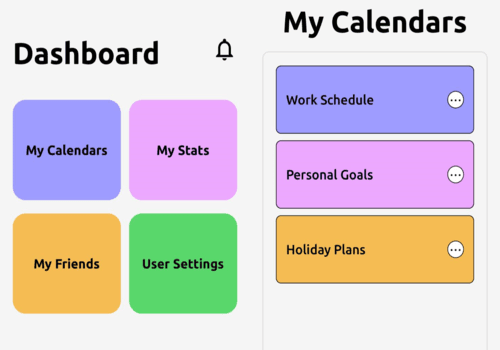 Dashboard
My Calendars
My Stats
My Friends
User Settings
My Calendars
Work Schedule
Personal Goals
Holiday Plans